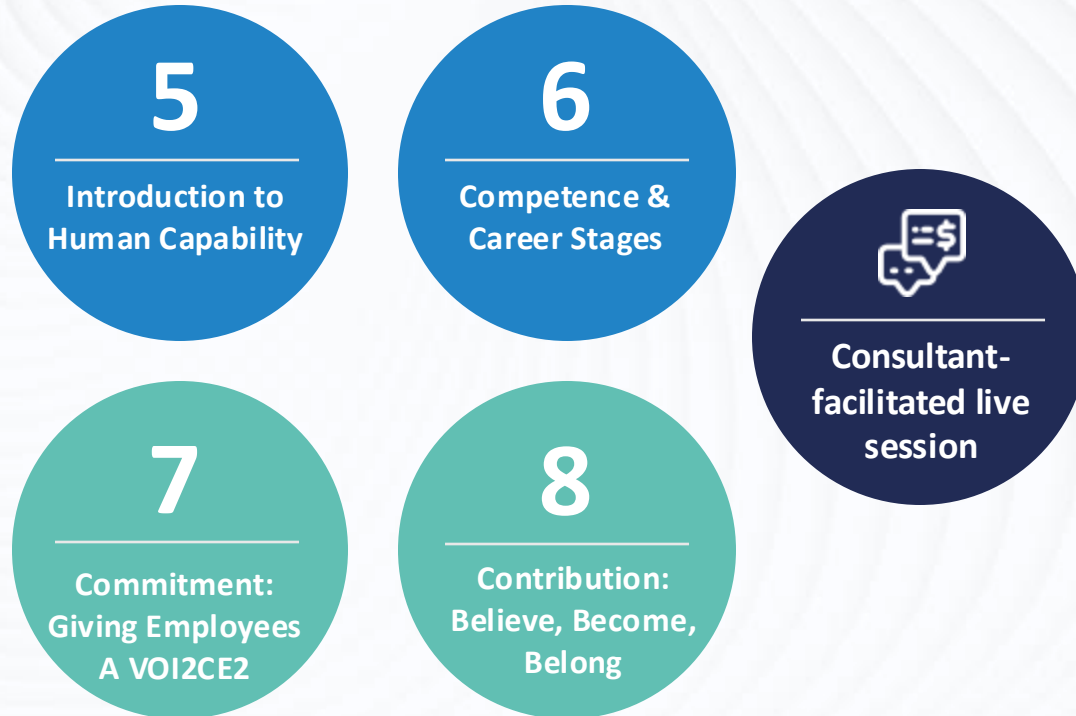 5
Introduction to
Human Capability
6
Competence &
Career Stages
7
Commitment:
Giving Employees
A VOI2CE2
8
Contribution:
Believe, Become,
Belong
$
Consultant-
facilitated live
session